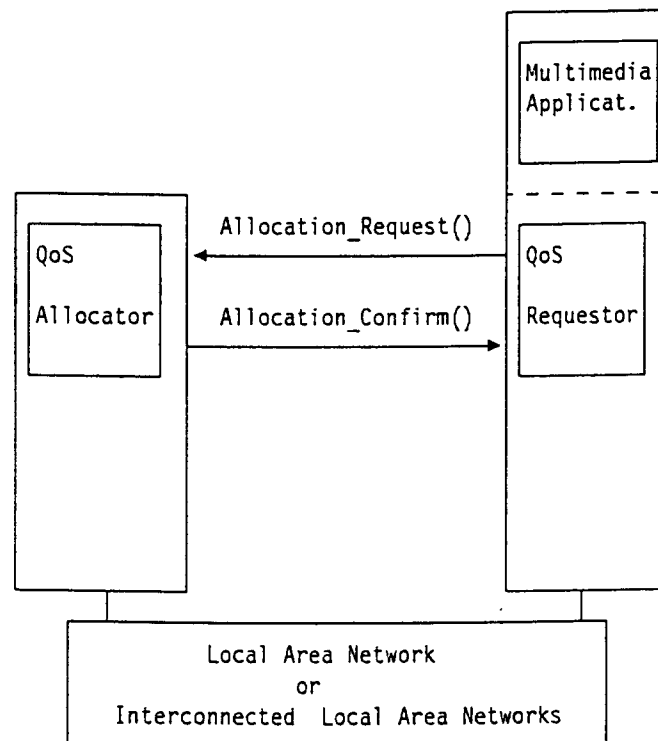 Multimedia
Applicat.
Allocation_Request()
QoS
Allocator
QoS
Requestor
Allocation_Confirm()
Local Area Network
or
Interconnected Local Area Networks